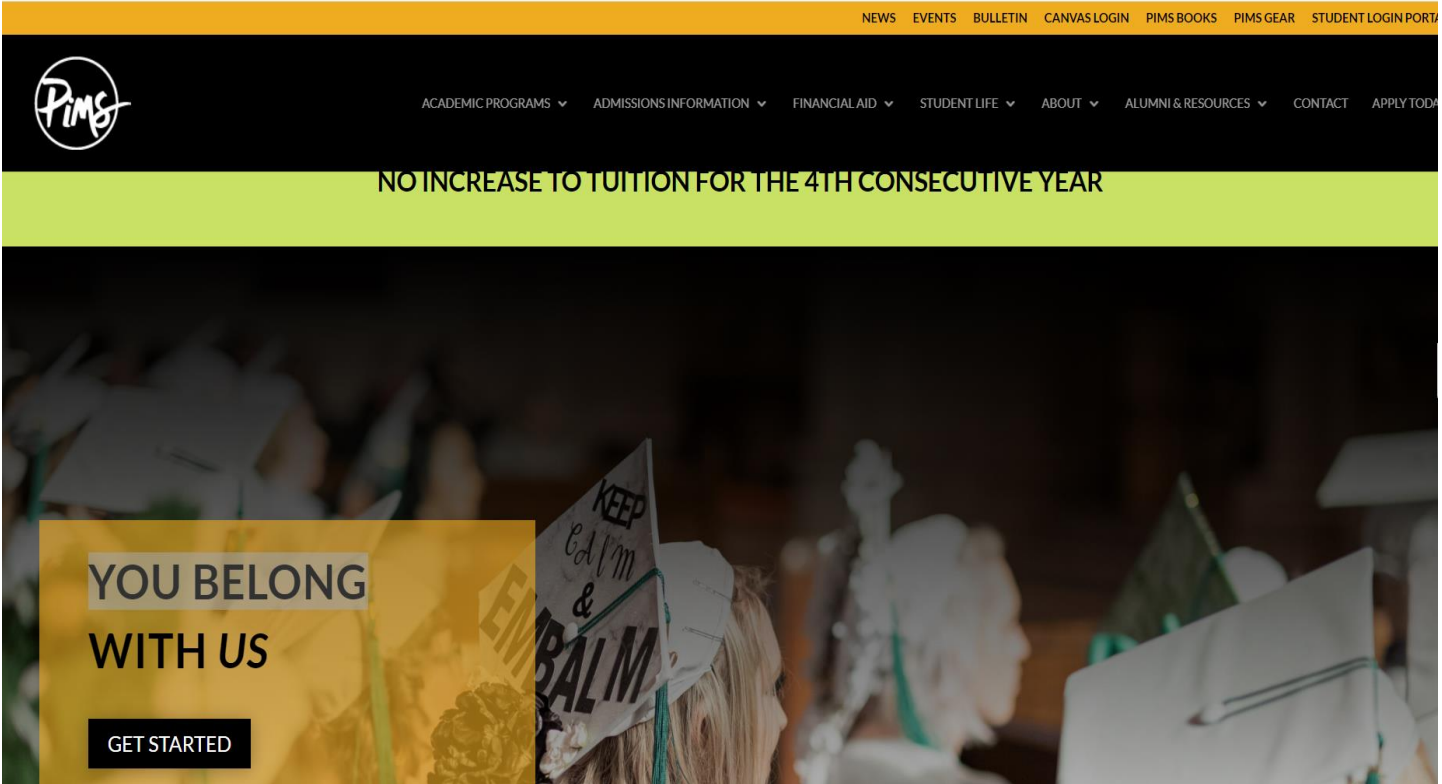 NEWS EVENTS BULLETIN CANVAS LOGIN PIMS BOOKS PIMS GEAR STUDENT LOGIN PORTA
Pims
ACADEMIC PROGRAMS ADMISSIONS INFORMATION FINANCIAL AID STUDENT LIFE ABOUT ALUMNI & RESOURCES CONTACT APPLY TODA
NO INCREASE TO TUITION FOR THE 4TH CONSECUTIVE YEAR
KEEP
CALM
&
EMBALM
YOU BELONG
WITH US
GET STARTED